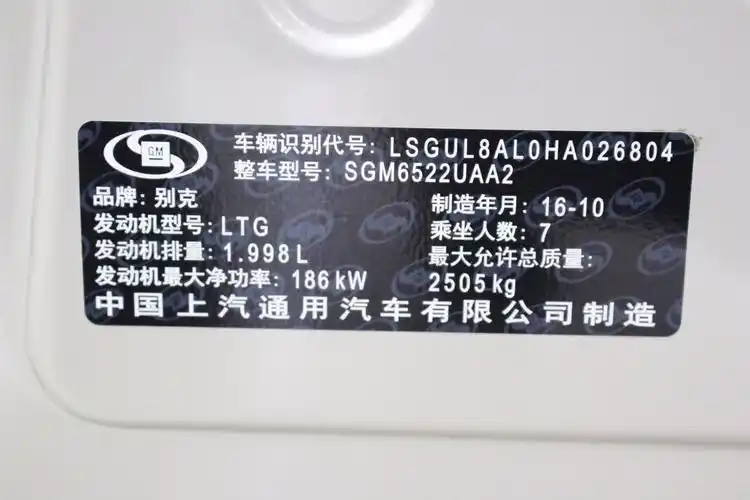 GM
车辆识别代号: LSGUL8AL0HA026804
整车型号: SGM6522UAA2
品牌: 别克
制造年月: 16-10
发动机型号: LTG
乘坐人数: 7
发动机排量: 1.998L
最大允许总质量:
发动机最大净功率: 186kW
2505kg
中国上汽通用汽车有限公司制造